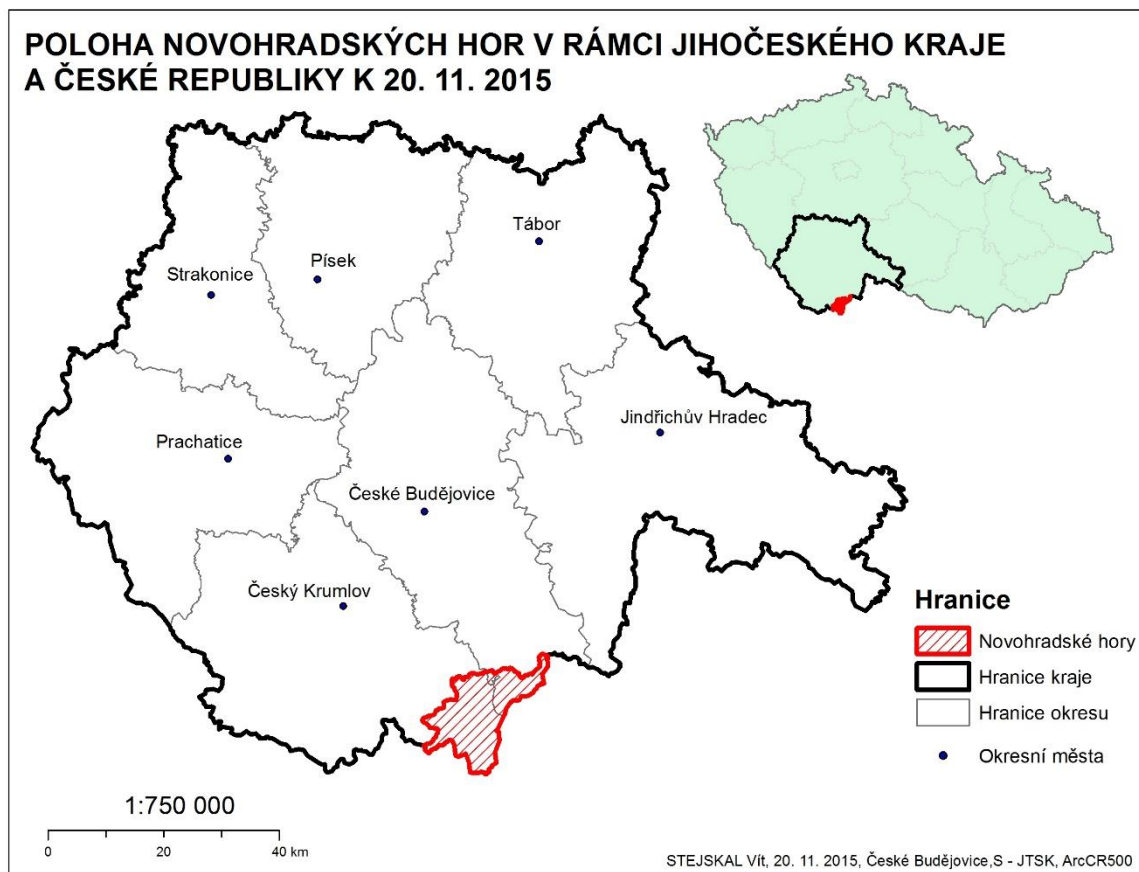 POLOHA NOVOHRADSKÝCH HOR V RÁMCI JIHOČESKÉHO KRAJE
A ČESKÉ REPUBLIKY K 20. 11. 2015
Tábor
Písek
Strakonice
Jindřichův Hradec
Prachatice
České Budějovice
Český Krumlov
Hranice
Novohradské hory
Hranice kraje
Hranice okresu
Okresní města
1:750 000
0 20 40 km
STEJSKAL Vít, 20. 11. 2015, České Budějovice,S - JTSK, ArcCR500